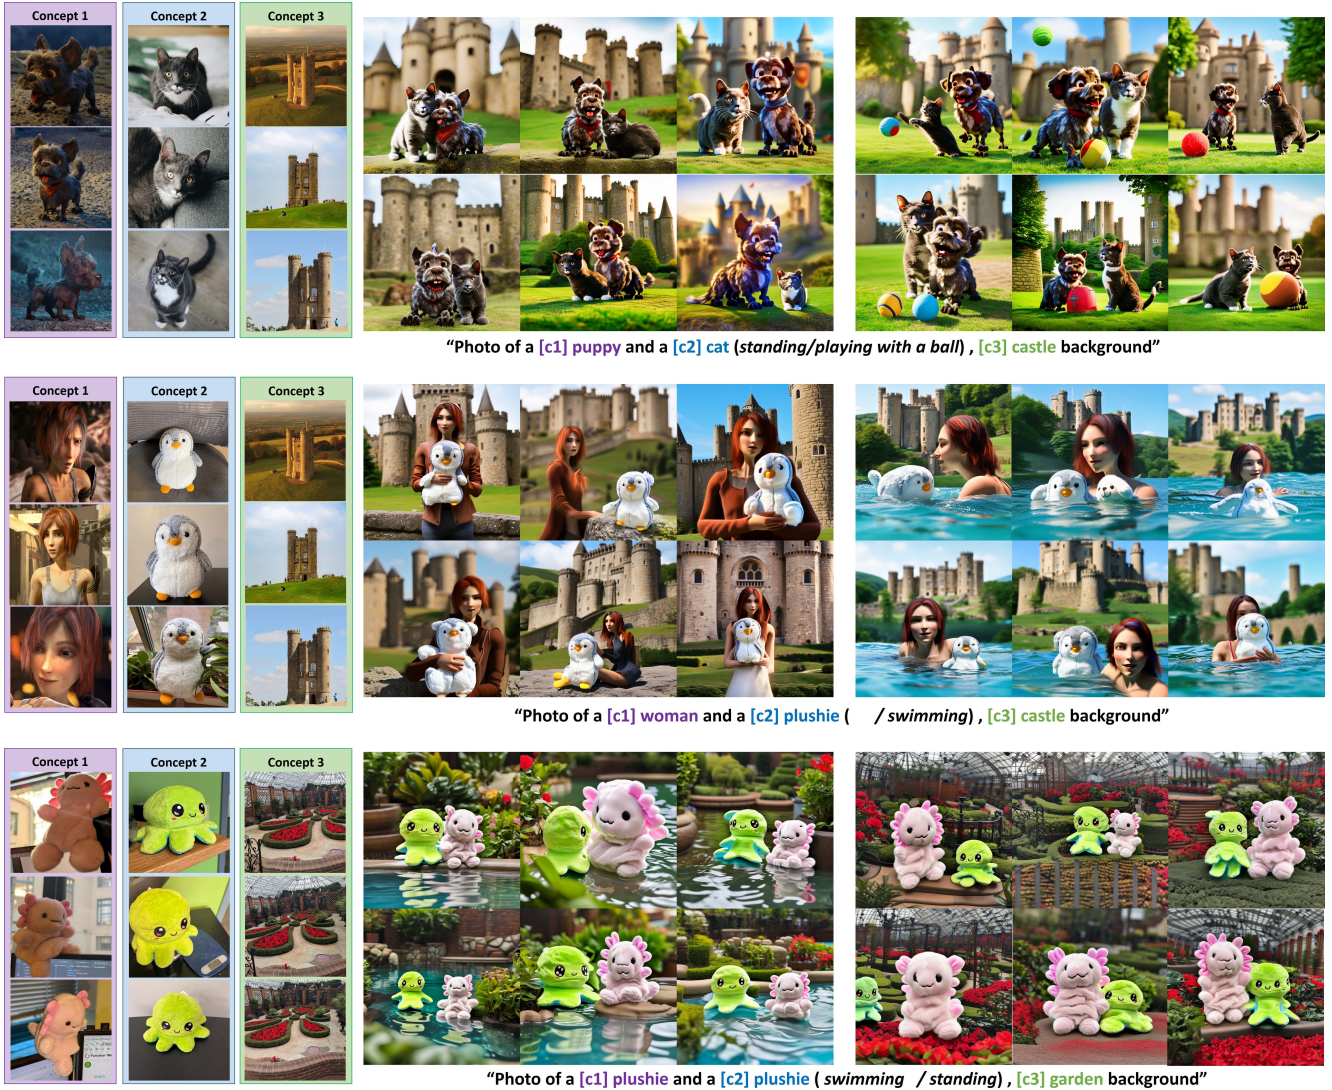 Concept 1
Concept 2
Concept 3
"Photo of a [c1] puppy and a [c2] cat (standing/playing with a ball) , [c3] castle background"
Concept 1
Concept 2
Concept 3
"Photo of a [c1] woman and a [c2] plushie ( / swimming) , [c3] castle background"
Concept 1
Concept 2
Concept 3
"Photo of a [c1] plushie and a [c2] plushie ( swimming / standing) , [c3] garden background"